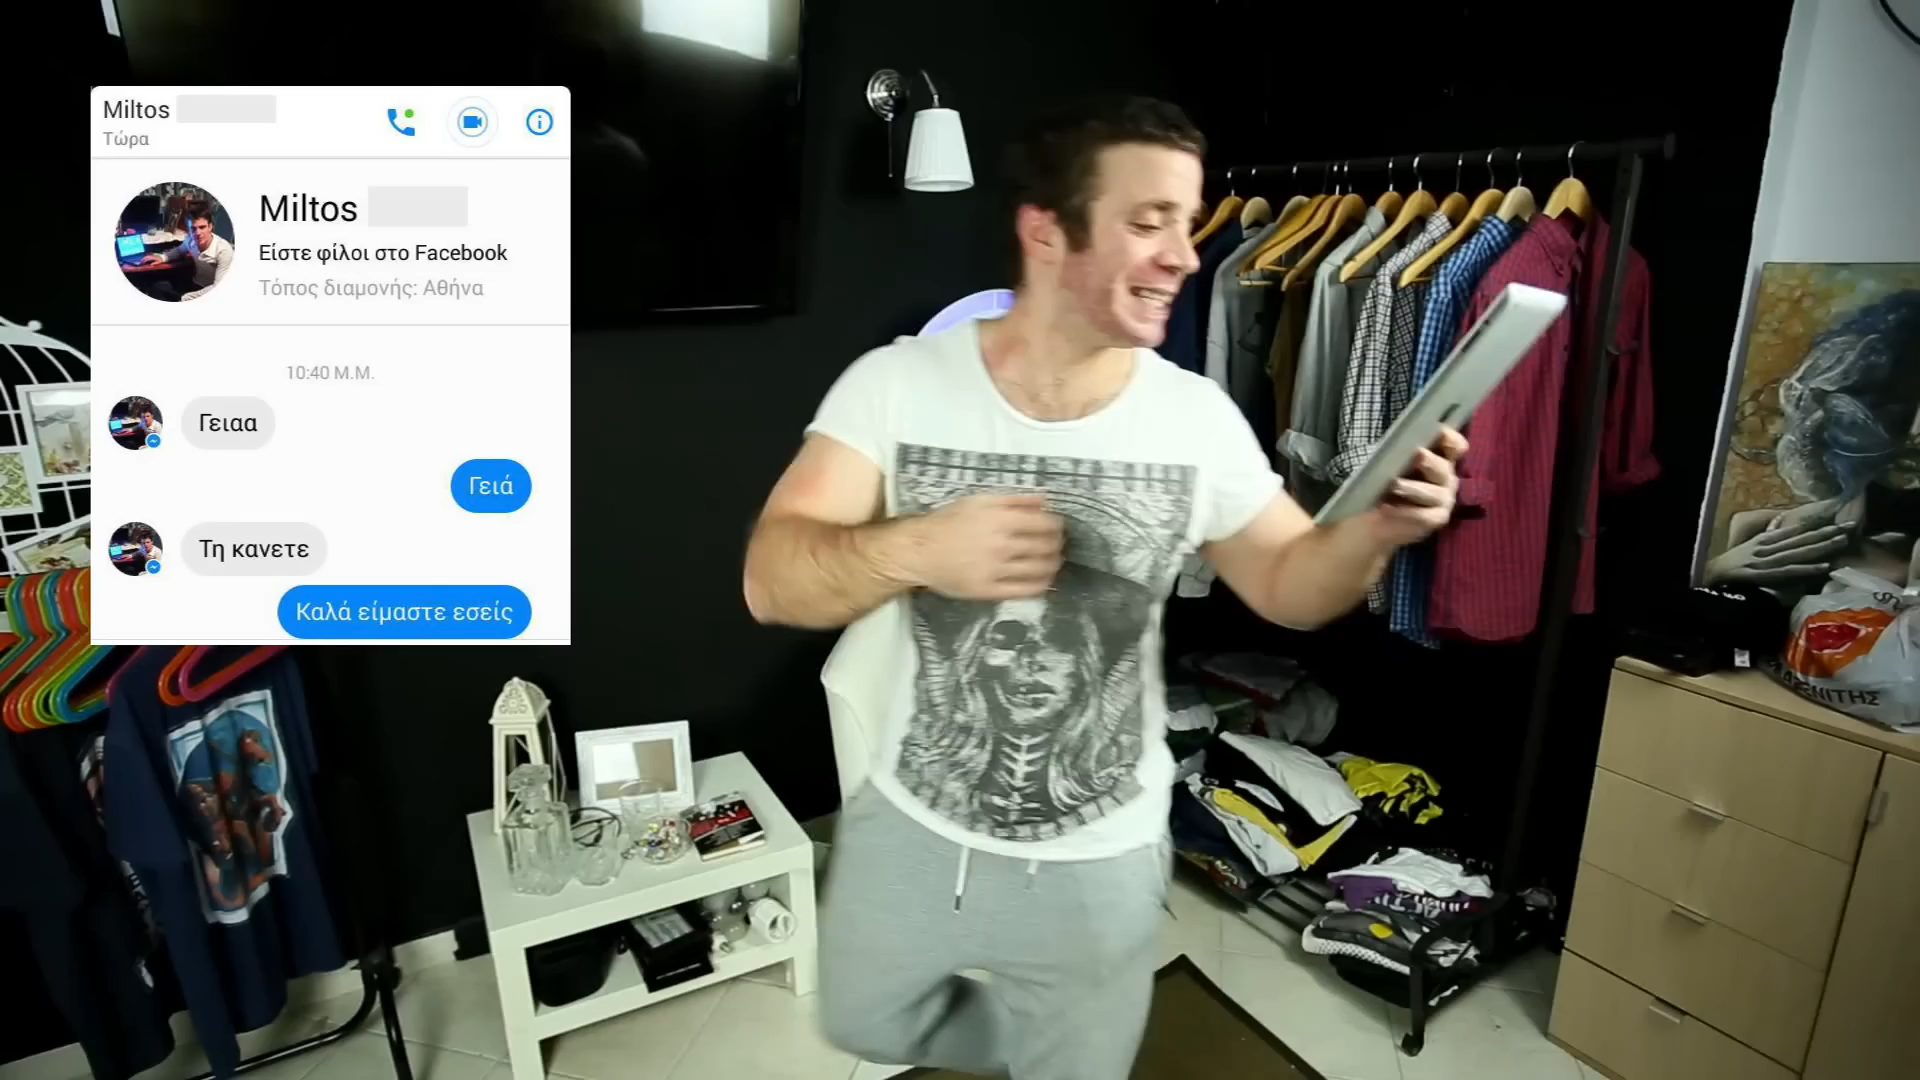 Miltos
Τώρα
Miltos
Είστε φίλοι στο Facebook
Τόπος διαμονής: Αθήνα
10:40 Μ.Μ.
Γειαα
Γειά
Τη κανετε
Καλά είμαστε εσείς